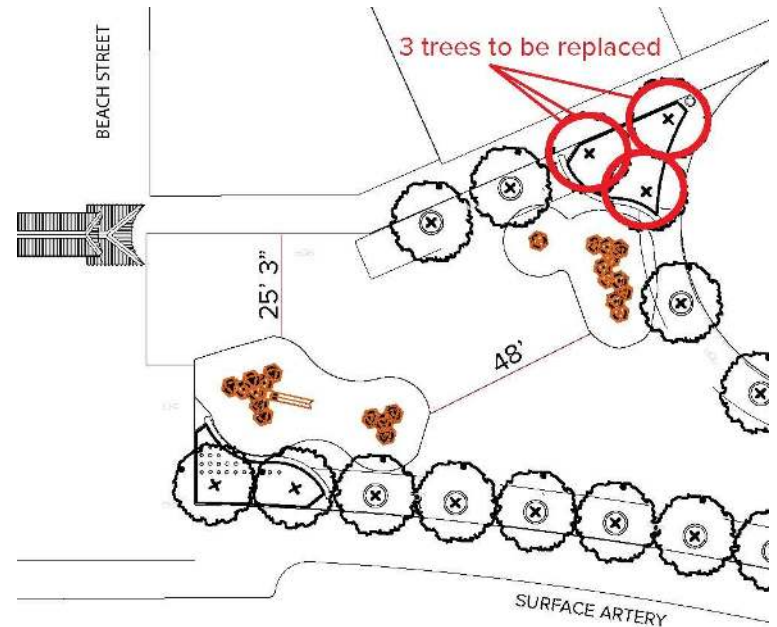 BEACH STREET
3 trees to be replaced
25' 3”
48'
SURFACE ARTERY